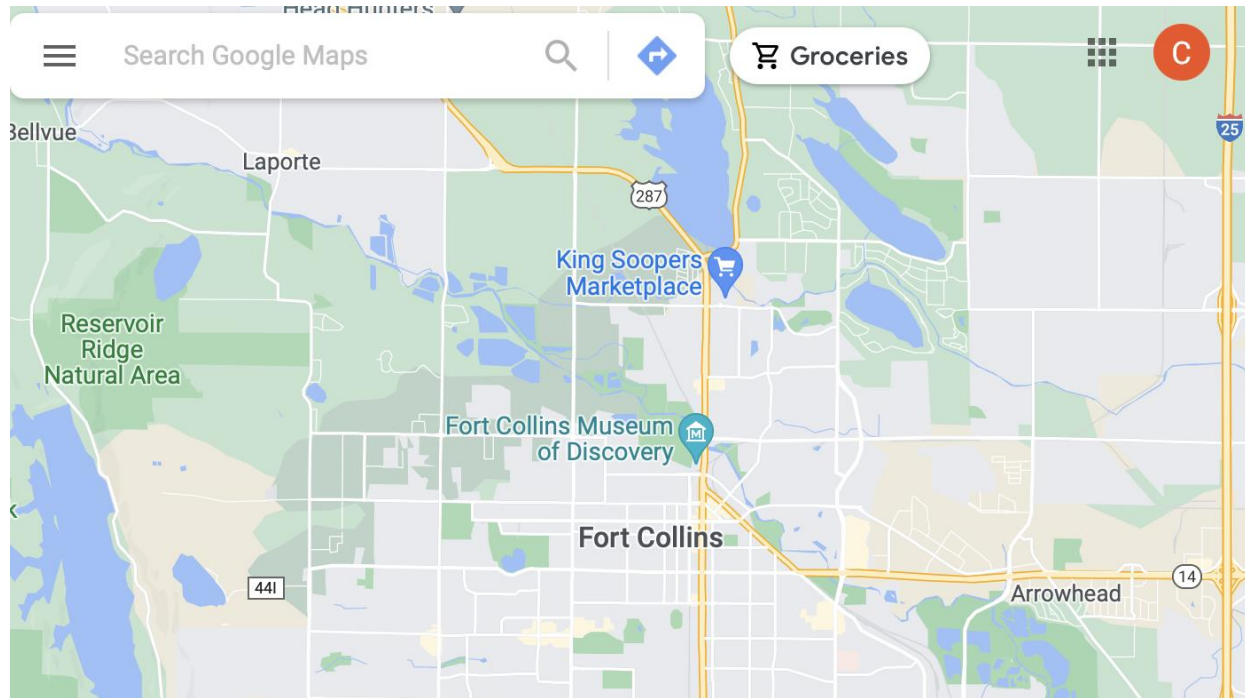 Head Hunters
Search Google Maps
Groceries
C
25
Bellvue
Laporte
287
King Soopers
Marketplace
Reservoir
Ridge
Natural Area
Fort Collins Museum
of Discovery
M
Fort Collins
14
441
Arrowhead